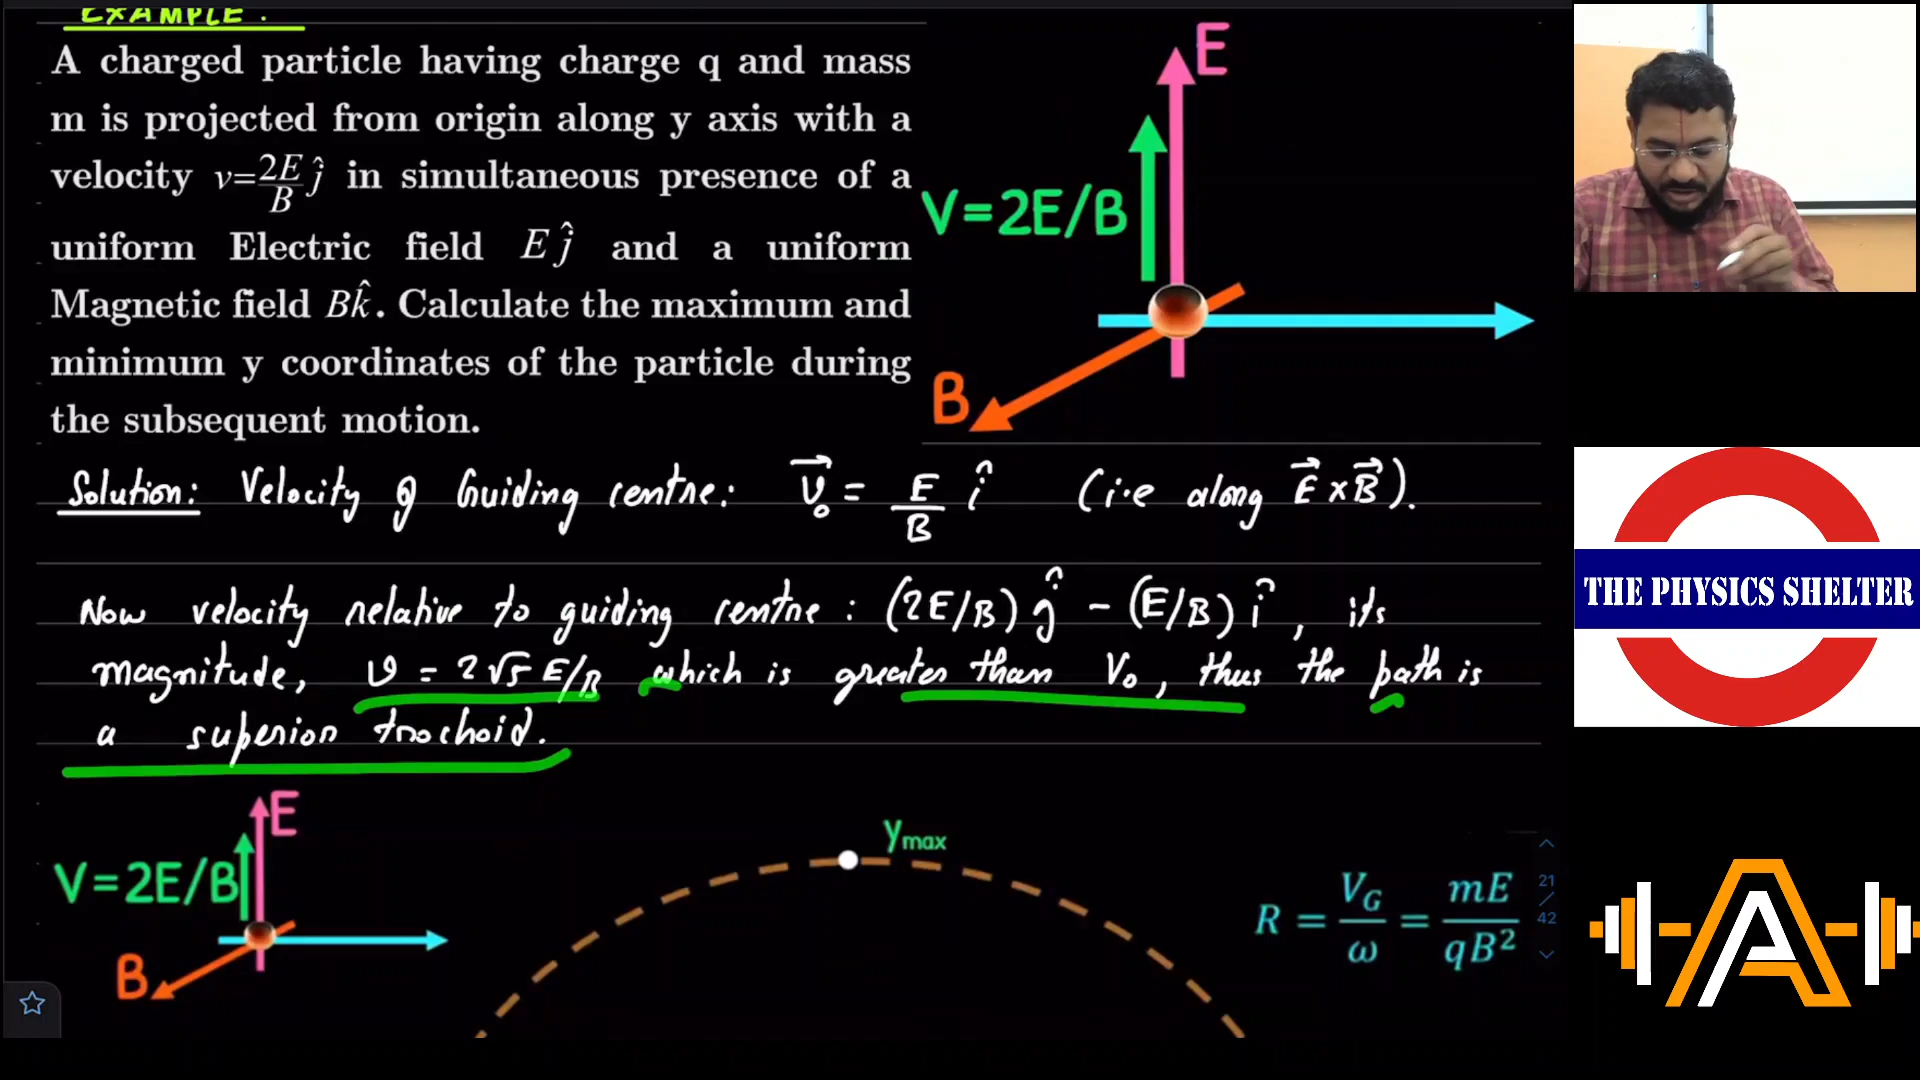 EXAMPLE:
A charged particle having charge q and mass
m is projected from origin along y axis with a
velocity v=2E/B ĵ in simultaneous presence of a
uniform Electric field E ĵ and a uniform
Magnetic field Bk̂. Calculate the maximum and
minimum y coordinates of the particle during
the subsequent motion.
E
V=2E/B
B
Solution: Velocity of Guiding centre: V⃗₀ = E/B î (i.e along E⃗ × B⃗).
Now velocity relative to guiding centre : (2E/B) ĵ - (E/B) î, its
magnitude, v = 2√5 E/B which is greater than V₀, thus the path is
a superior trochoid.
E
V=2E/B
B
ymax
R = V_G/ω = mE/qB²
21
/
42
THE PHYSICS SHELTER